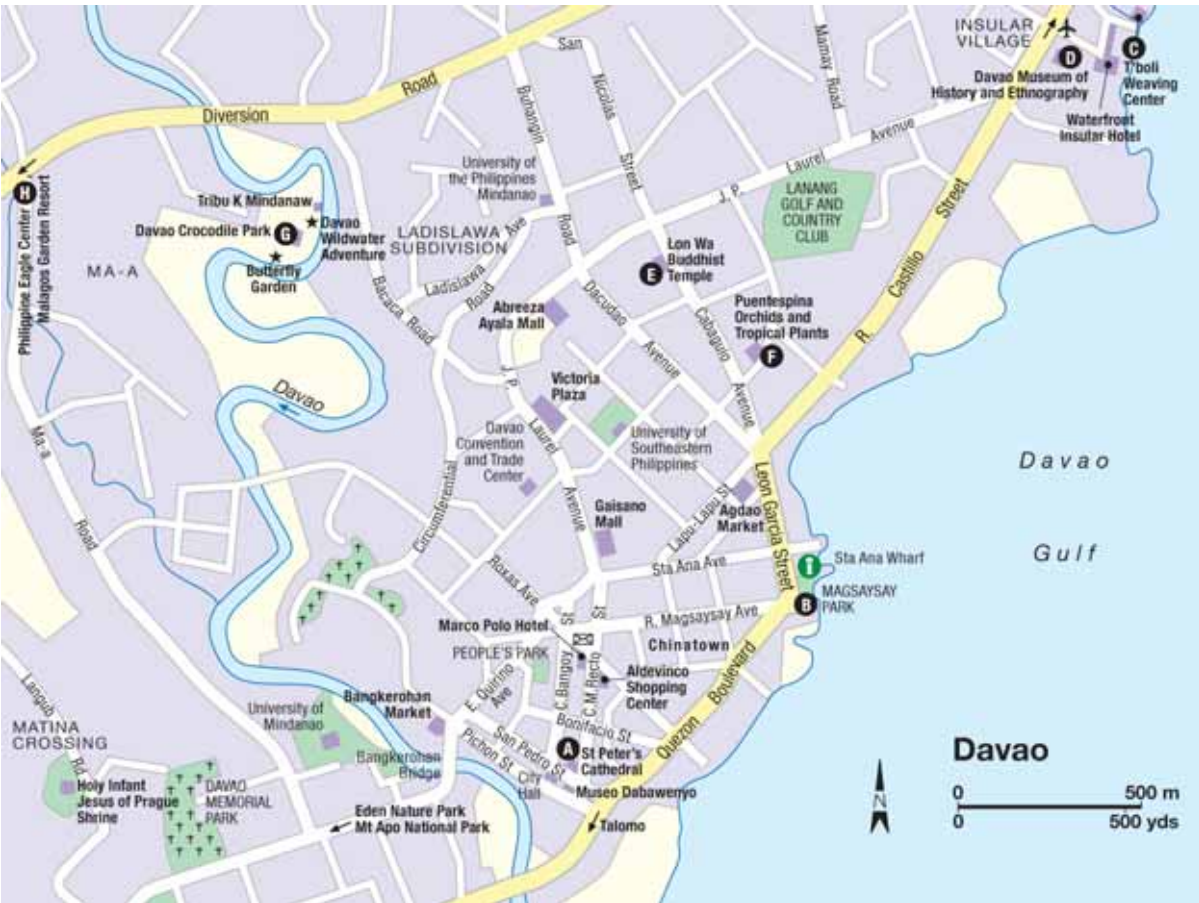 INSULAR
VILLAGE
D
C
T'boli
Weaving
Center
Davao Museum of
History and Ethnography
Waterfront
Insular Hotel
San
Nicolas
Street
Mamay Road
Buhangin
Road
Diversion
Road
J. P.
Laurel
Avenue
LANANG
GOLF AND
COUNTRY
CLUB
R.
Castillo
Street
H
Philippine Eagle Center
Malagos Garden Resort
University of
the Philippines
Mindanao
Tribu K Mindanaw
Davao Crocodile Park
G
Davao
Wildwater
Adventure
Butterfly
Garden
LADISLAWA
SUBDIVISION
Ladislawa
Ave
Road
MA-A
Bacaca Road
E
Lon Wa
Buddhist
Temple
Abreeza
Ayala Mall
Dacudao
Avenue
Cabaguio
Avenue
Puentespina
Orchids and
Tropical Plants
F
Davao
J. P.
Laurel
Avenue
Victoria
Plaza
Davao
Convention
and Trade
Center
University of
Southeastern
Philippines
Ma-a
Road
Circumferential
Gaisano
Mall
Lapu-Lapu St
Agdao
Market
Leon Garcia Street
Davao
Gulf
Sta Ana Ave
i
Sta Ana Wharf
Roxas Ave
B
MAGSAYSAY
PARK
R. Magsaysay Ave
St
St
Marco Polo Hotel
Chinatown
PEOPLE'S PARK
C. Bangoy
C.M. Recto
Aldevinco
Shopping
Center
E. Quirino
Ave
Quezon Boulevard
Langub
Rd
MATINA
CROSSING
University of
Mindanao
Bangkerohan
Market
Bangkerohan
Bridge
Bonifacio St
San Pedro St
Pichon St
A
St Peter's
Cathedral
City
Hall
Museo Dabawenyo
Holy Infant
Jesus of Prague
Shrine
DAVAO
MEMORIAL
PARK
Eden Nature Park
Mt Apo National Park
Talomo
Davao
N
0 500 m
0 500 yds